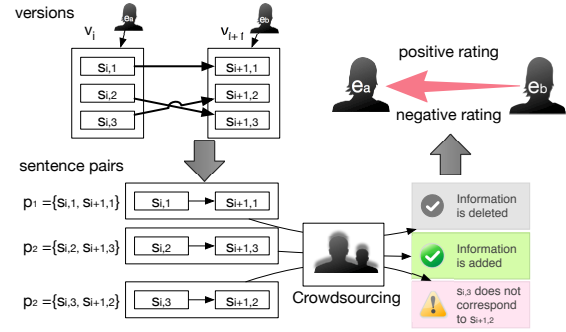 versions
ea
eb
vi
vi+1
si,1
si+1,1
si,2
si+1,2
si,3
si+1,3
positive rating
ea
eb
negative rating
sentence pairs
p1 ={si,1, si+1,1}
si,1
si+1,1
p2 ={si,2, si+1,3}
si,2
si+1,3
p2 ={si,3, si+1,2}
si,3
si+1,2
Crowdsourcing
Information
is deleted
Information
is added
si,3 does not
correspond
to si+1,2